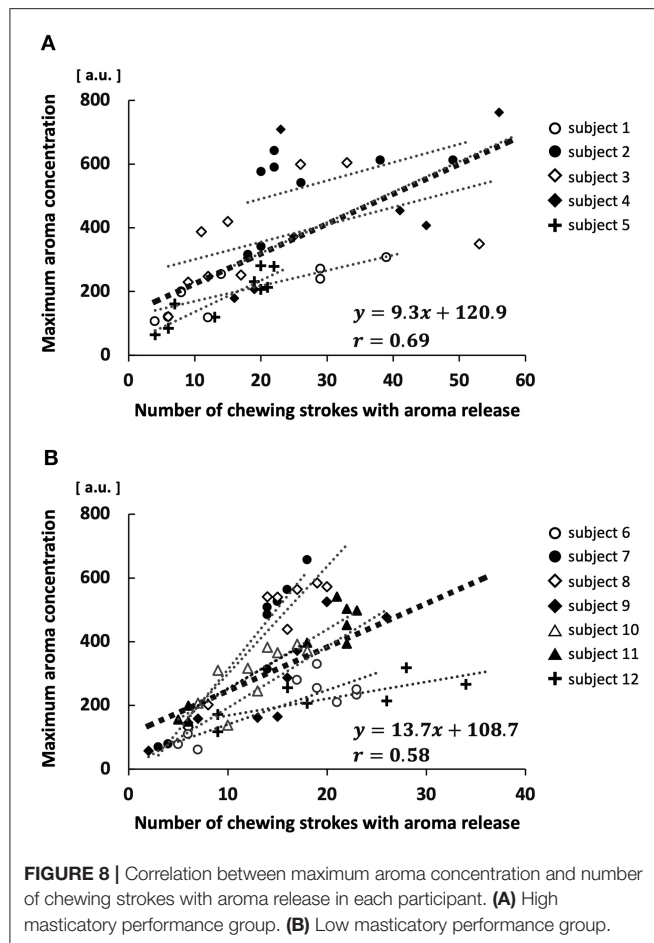 A
[ a.u. ]
Maximum aroma concentration
800
600
400
200
0
0 10 20 30 40 50 60
Number of chewing strokes with aroma release
y = 9.3x + 120.9
r = 0.69
subject 1
subject 2
subject 3
subject 4
subject 5
B
[ a.u. ]
Maximum aroma concentration
800
600
400
200
0
0 10 20 30 40
Number of chewing strokes with aroma release
y = 13.7x + 108.7
r = 0.58
subject 6
subject 7
subject 8
subject 9
subject 10
subject 11
subject 12
FIGURE 8 | Correlation between maximum aroma concentration and number
of chewing strokes with aroma release in each participant. (A) High
masticatory performance group. (B) Low masticatory performance group.